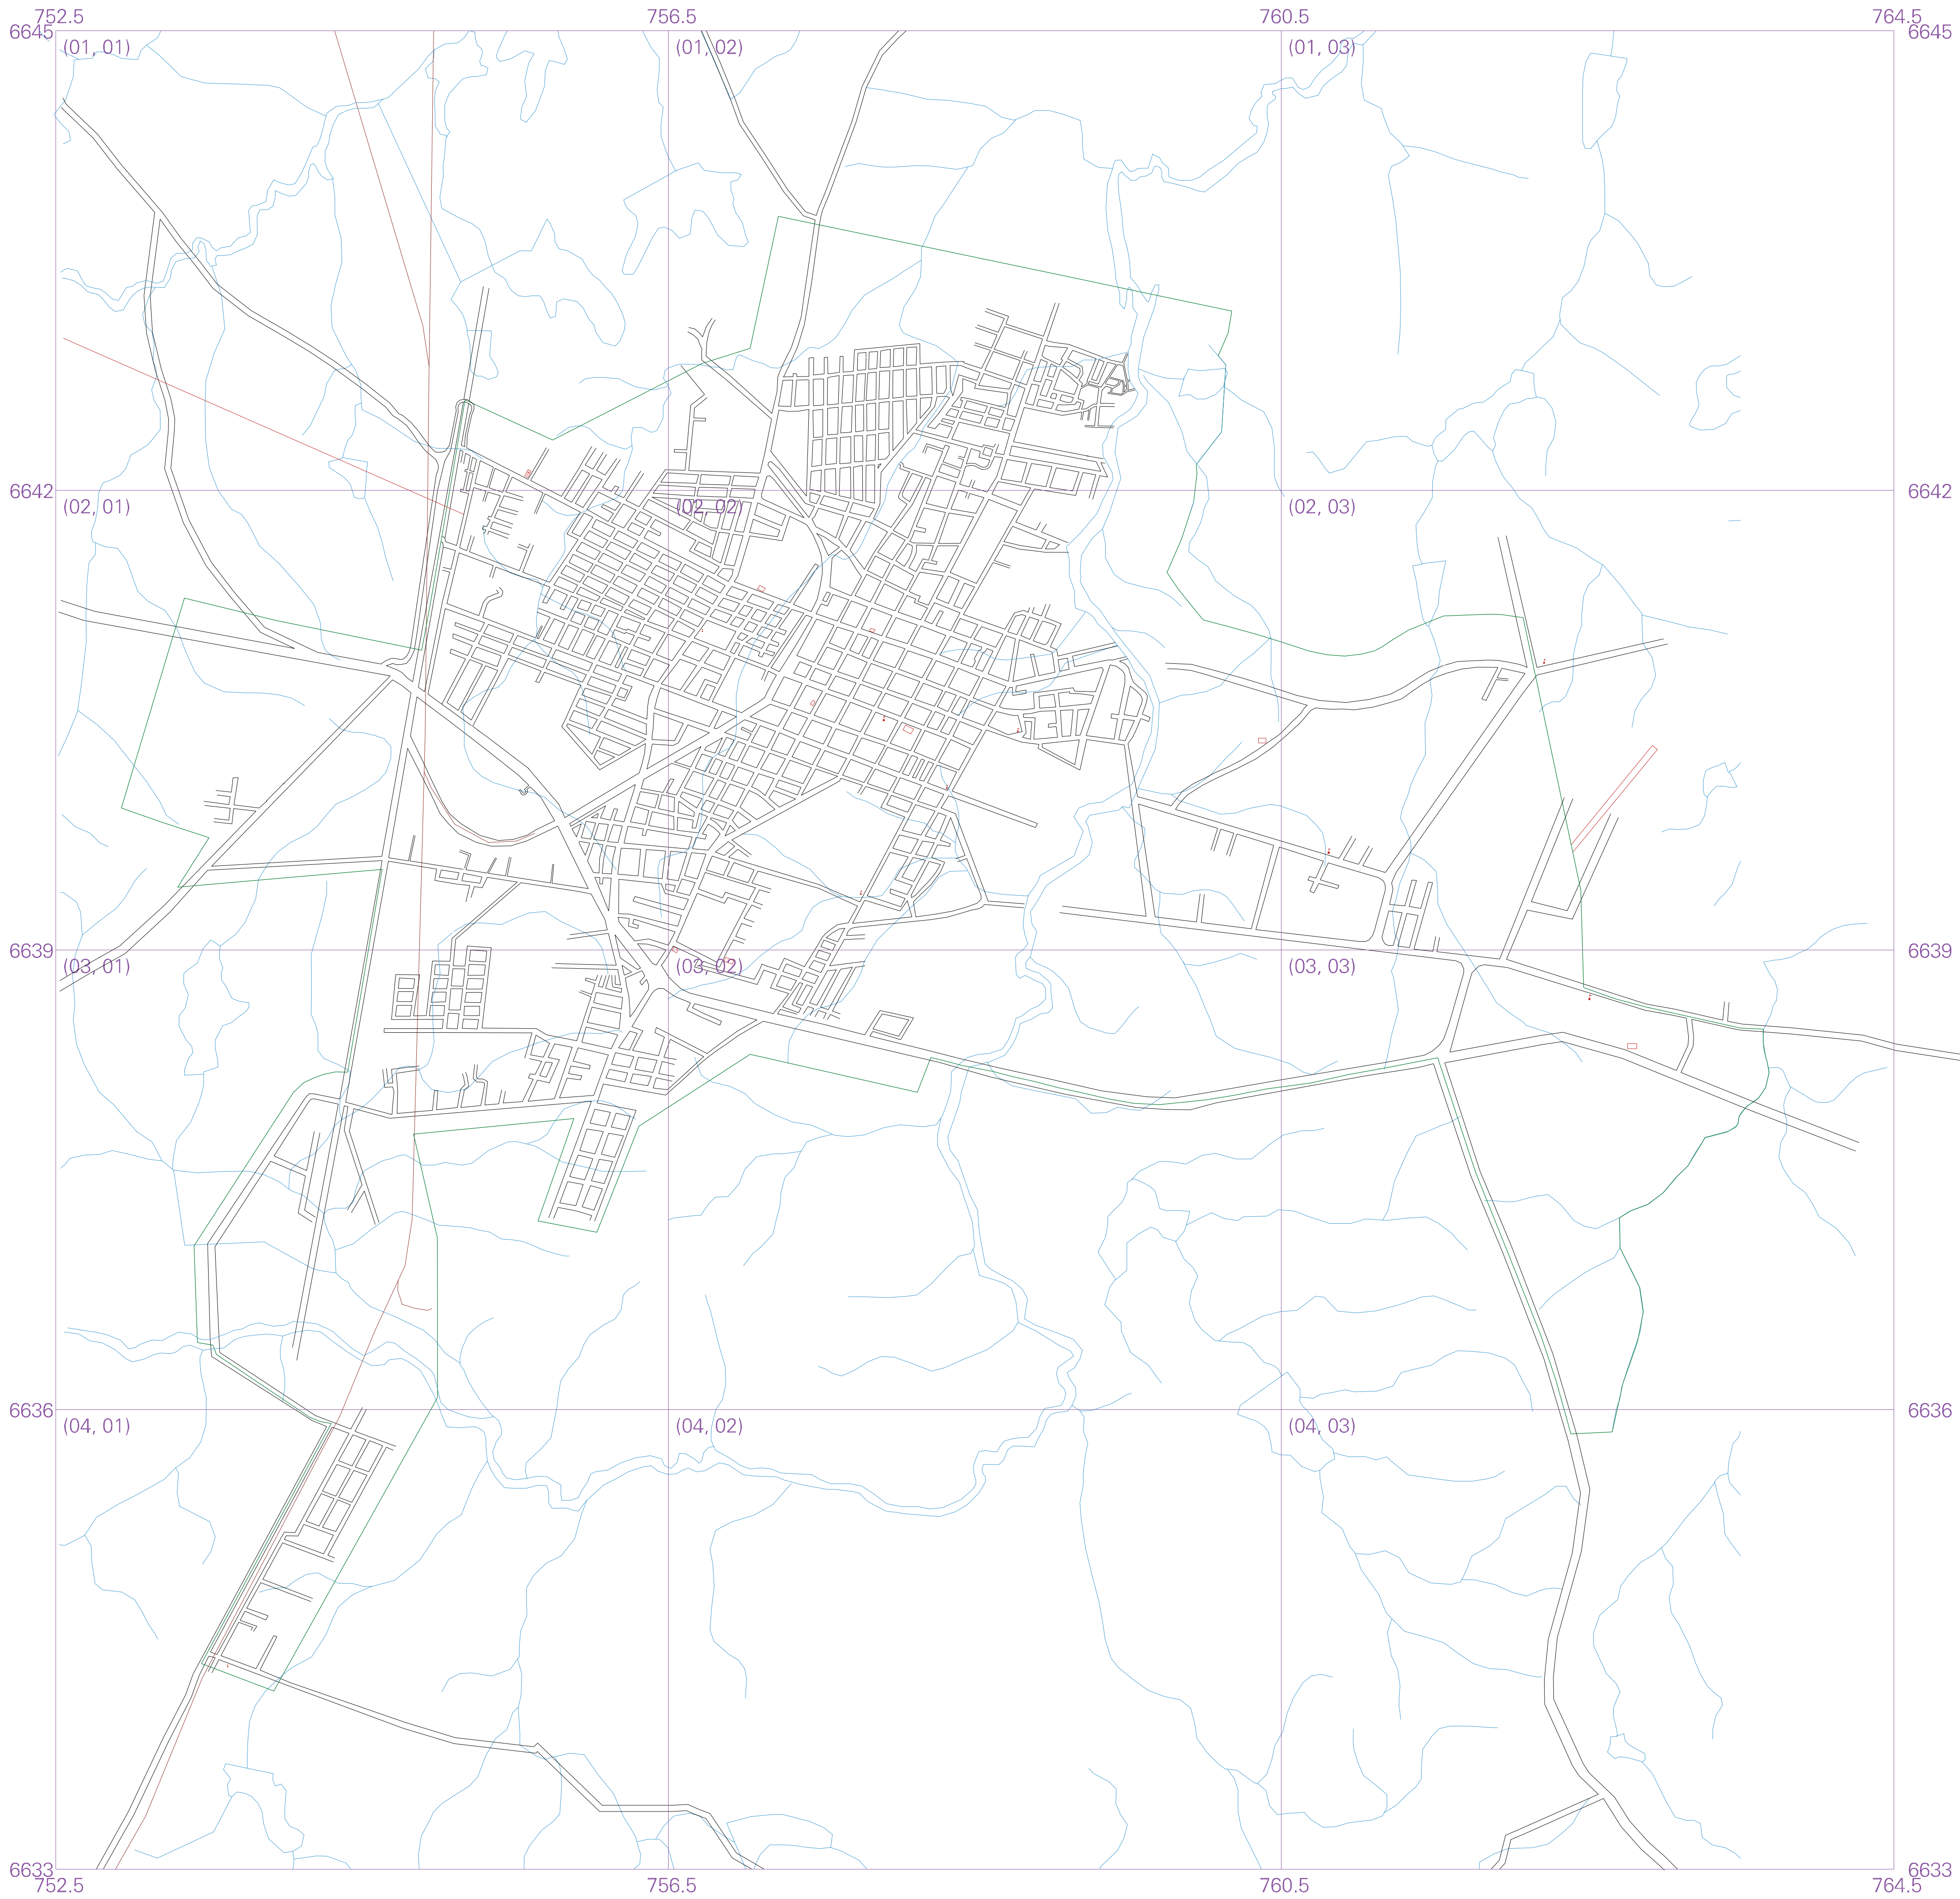 752.5 756.5 760.5 764.5
6645 6645
(01, 01) (01, 02) (01, 03)
6642 6642
(02, 01) (02, 02) (02, 03)
6639 6639
(03, 01) (03, 02) (03, 03)
6636 6636
(04, 01) (04, 02) (04, 03)
6633 6633
752.5 756.5 760.5 764.5